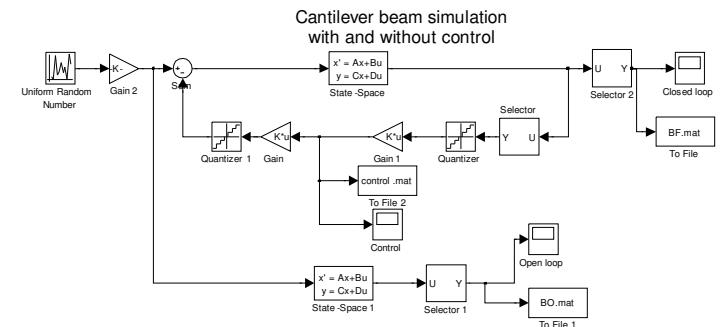 Cantilever beam simulation
with and without control
Uniform Random
Number
K-
Gain 2
+
-
Sum
x' = Ax+Bu
y = Cx+Du
State -Space
U Y
Selector 2
Closed loop
BF.mat
To File
Quantizer 1
K*u
Gain
K*u
Gain 1
Quantizer
Selector
Y U
control .mat
To File 2
Control
x' = Ax+Bu
y = Cx+Du
State -Space 1
U Y
Selector 1
Open loop
BO.mat
To File 1